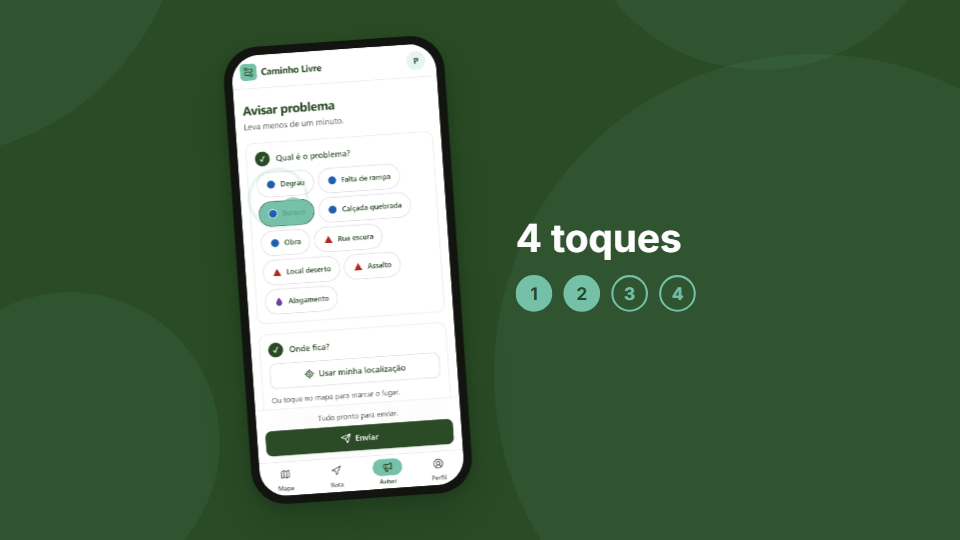 Caminho Livre
P
Avisar problema
Leva menos de um minuto.
Qual é o problema?
Degrau
Falta de rampa
Buraco
Calçada quebrada
Obra
Rua escura
Local deserto
Assalto
Alagamento
Onde fica?
Usar minha localização
Ou toque no mapa para marcar o lugar.
Tudo pronto para enviar.
Enviar
Mapa
Rota
Avisar
Perfil
4 toques
1 2 3 4